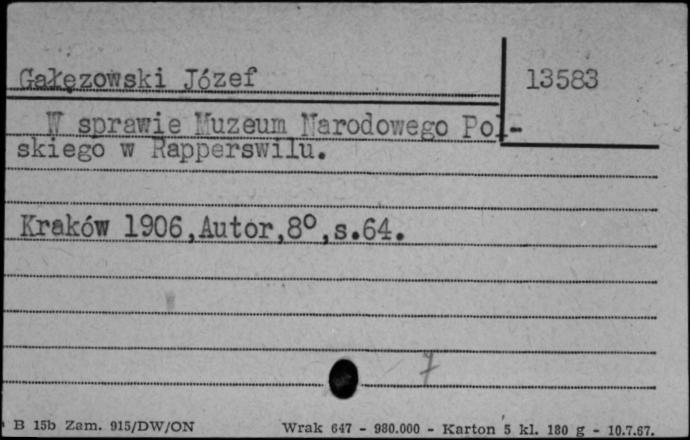 Gałęzowski Józef
13583
W sprawie Muzeum Narodowego Pol-
skiego w Rapperswilu.
Kraków 1906,Autor,8°,s.64.
7
B 15b Zam. 915/DW/ON Wrak 647 - 980.000 - Karton 5 kl. 180 g - 10.7.67.